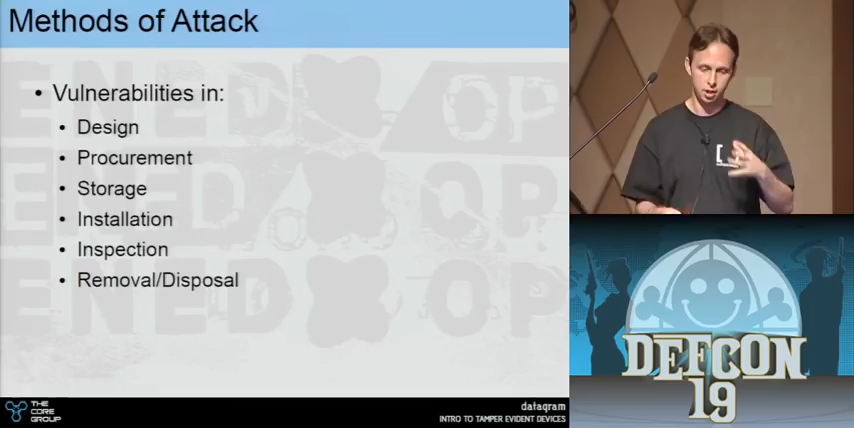 Methods of Attack
• Vulnerabilities in:
• Design
• Procurement
• Storage
• Installation
• Inspection
• Removal/Disposal
THE
CORE
GROUP
datagram
INTRO TO TAMPER EVIDENT DEVICES
DEFCON
19